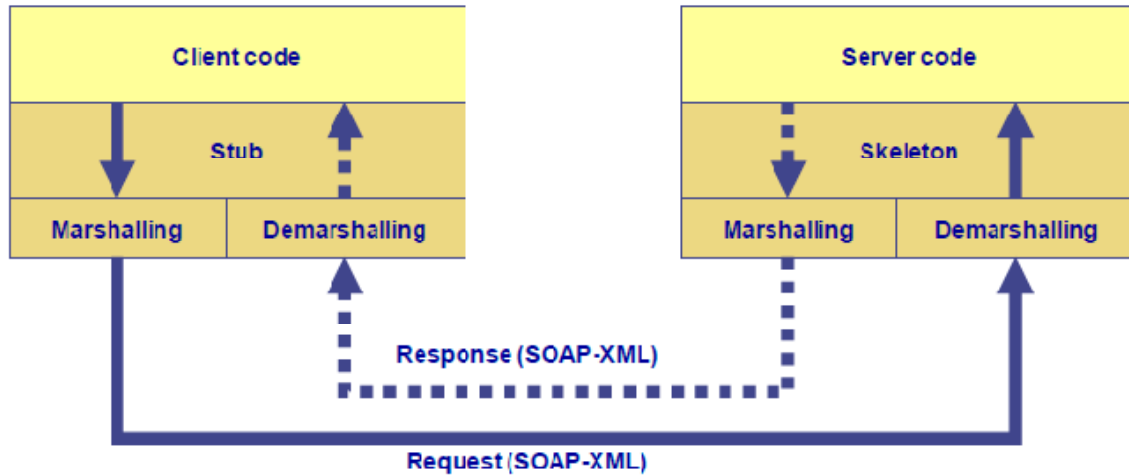 Client code
Server code
Stub
Skeleton
Marshalling
Demarshalling
Marshalling
Demarshalling
Response (SOAP-XML)
Request (SOAP-XML)